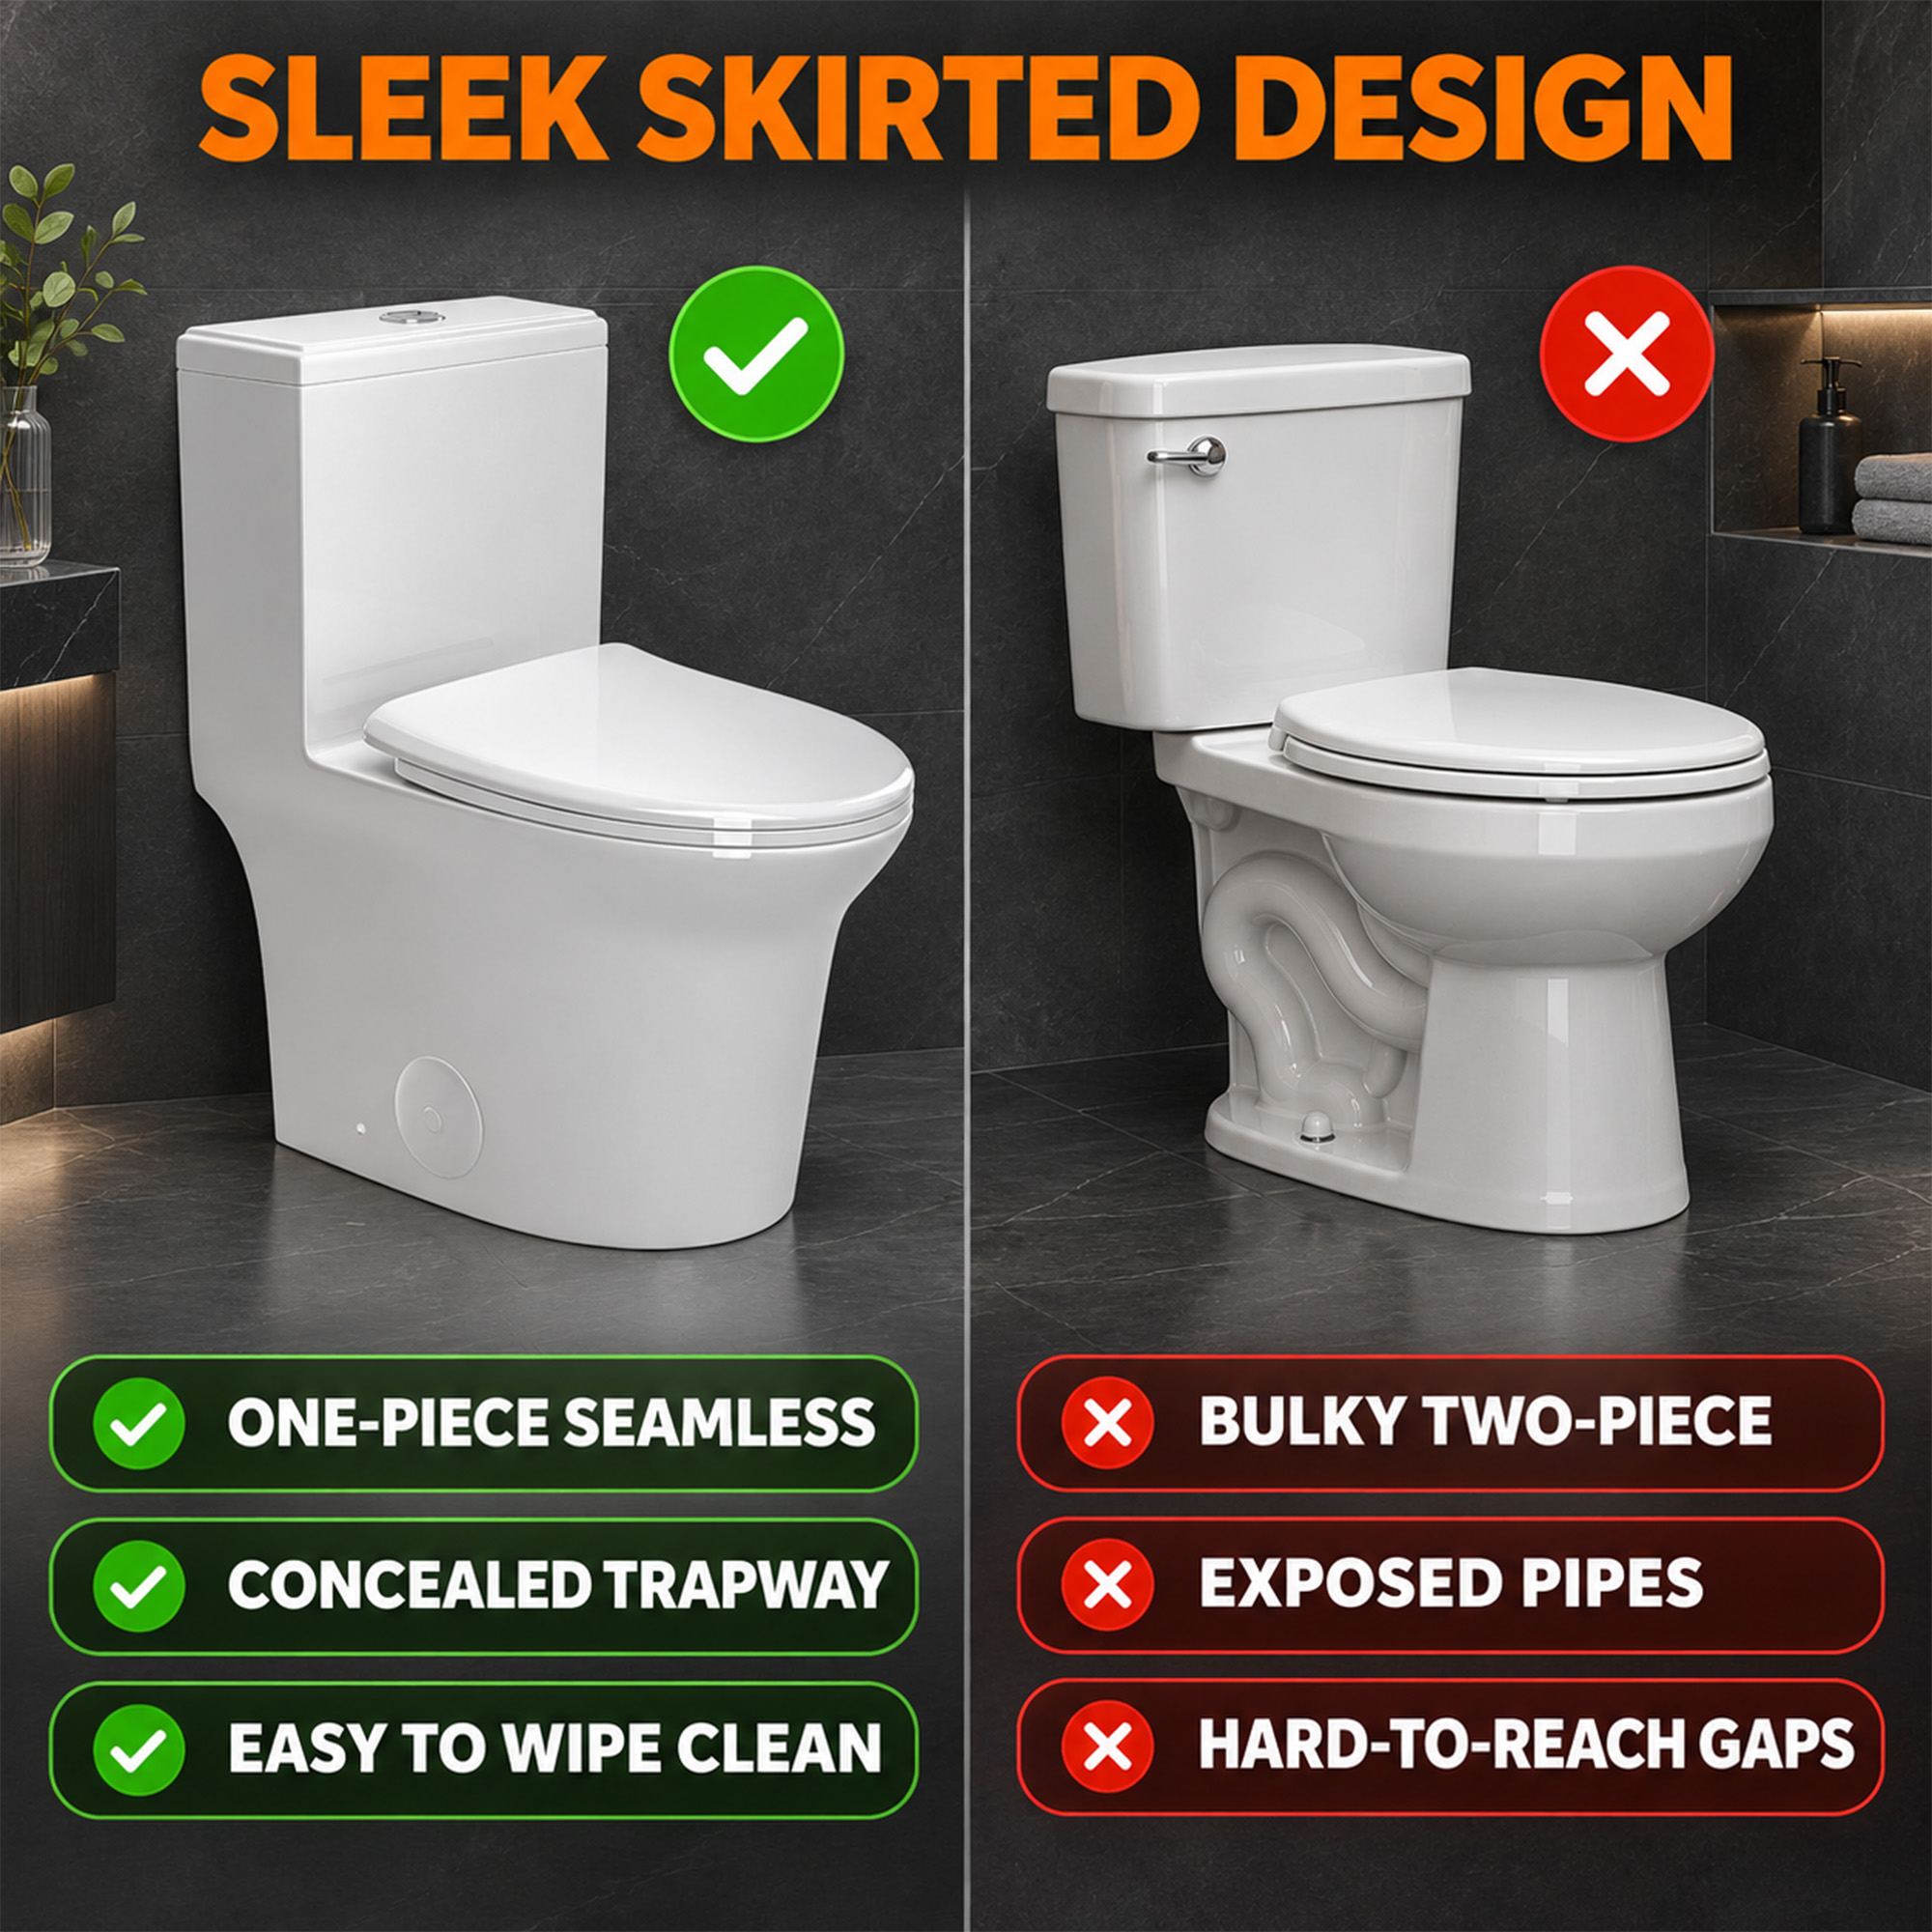 SLEEK SKIRTED DESIGN
ONE-PIECE SEAMLESS
CONCEALED TRAPWAY
EASY TO WIPE CLEAN
BULKY TWO-PIECE
EXPOSED PIPES
HARD-TO-REACH GAPS